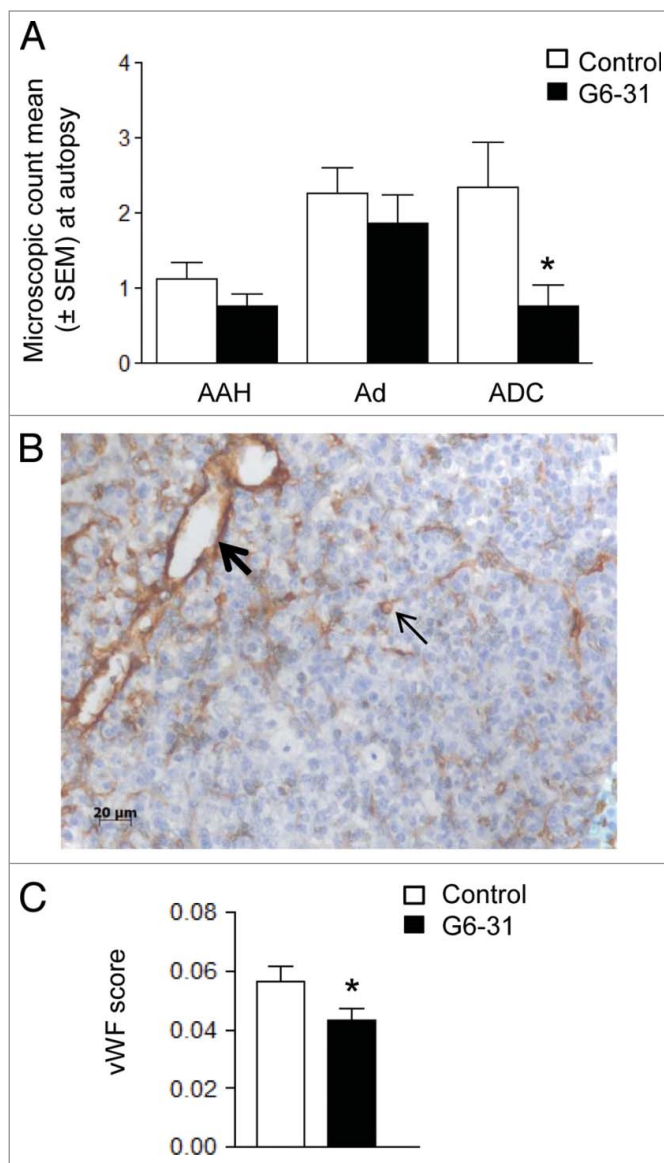 A
Microscopic count mean
(± SEM) at autopsy
4
3
2
1
0
Control
G6-31
*
AAH
Ad
ADC
B
20 µm
C
vWF score
0.08
0.06
0.04
0.02
0.00
Control
G6-31
*